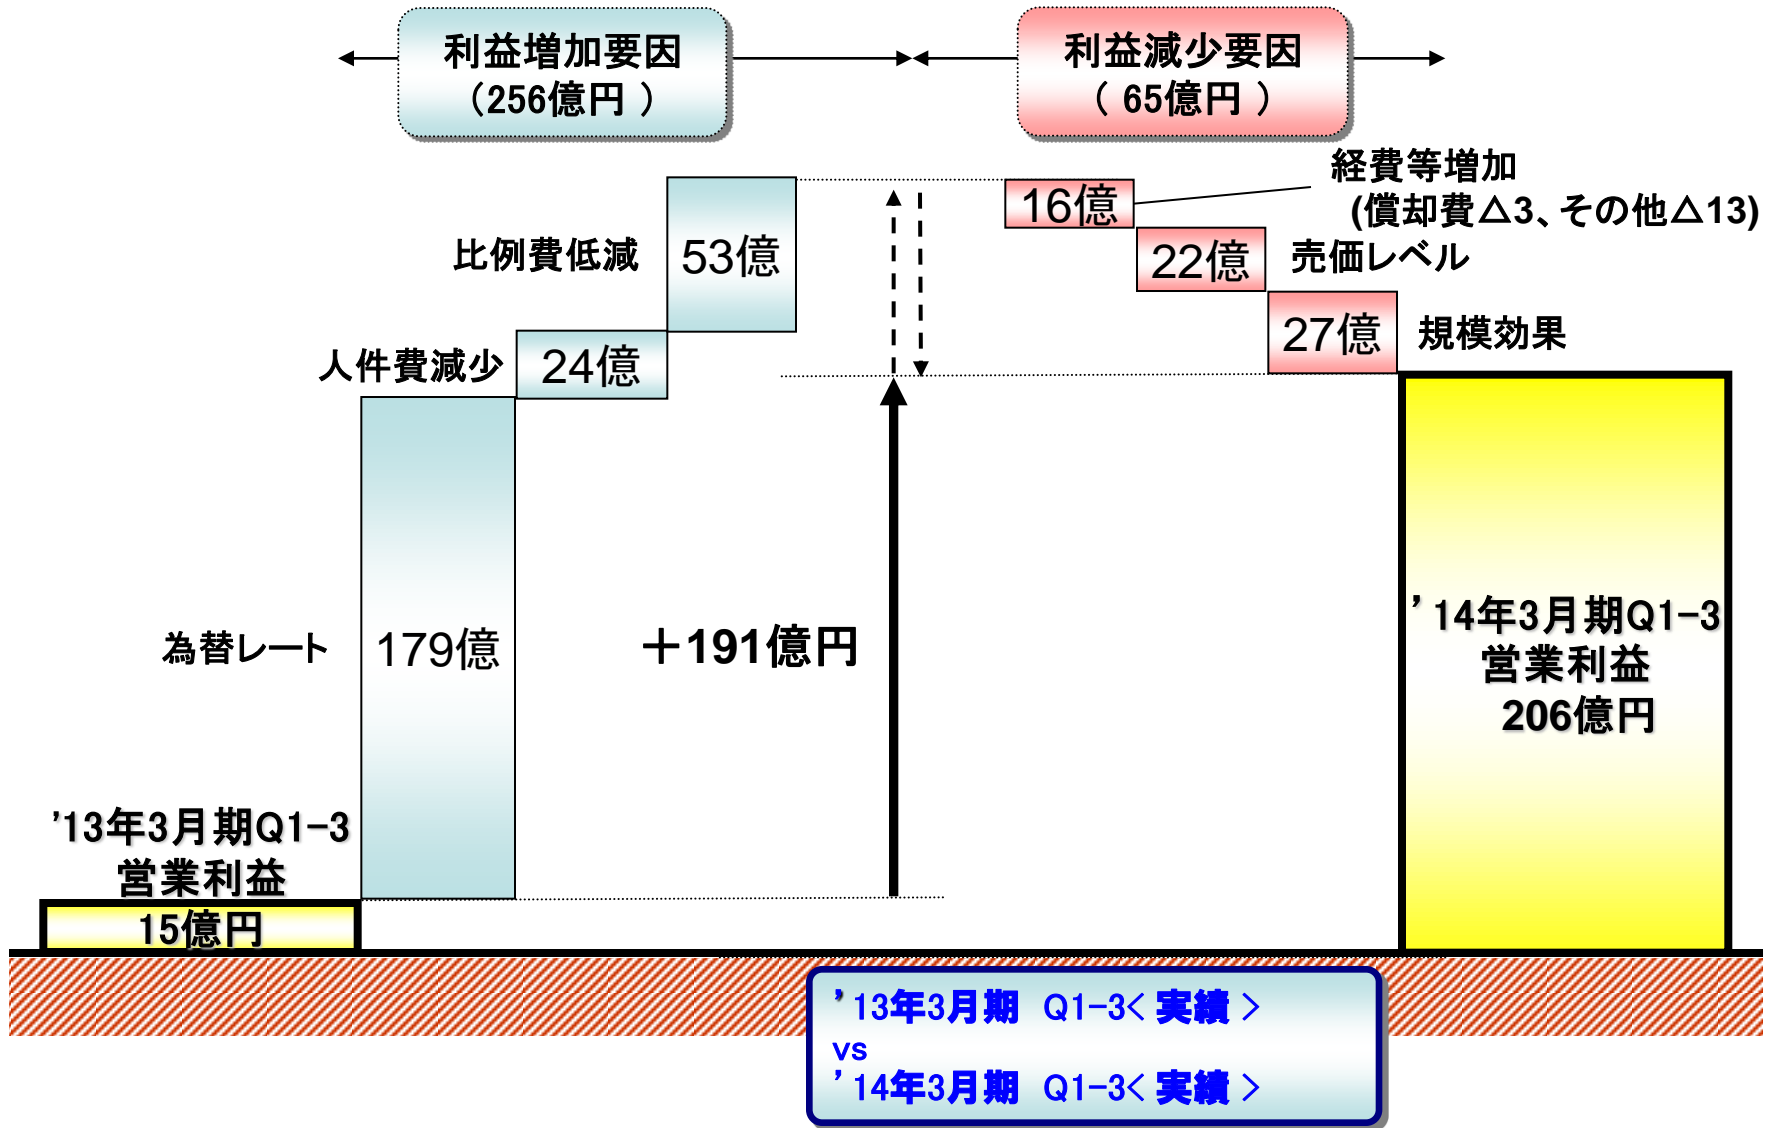 利益増加要因
（256億円 ）
利益減少要因
（ 65億円 ）
経費等増加
(償却費△3、その他△13)
16億
比例費低減
53億
22億
売価レベル
人件費減少
24億
27億
規模効果
為替レート
179億
＋191億円
’14年3月期Q1-3
営業利益
206億円
’13年3月期Q1-3
営業利益
15億円
’13年3月期 Q1-3< 実績 >
vs
’14年3月期 Q1-3< 実績 >